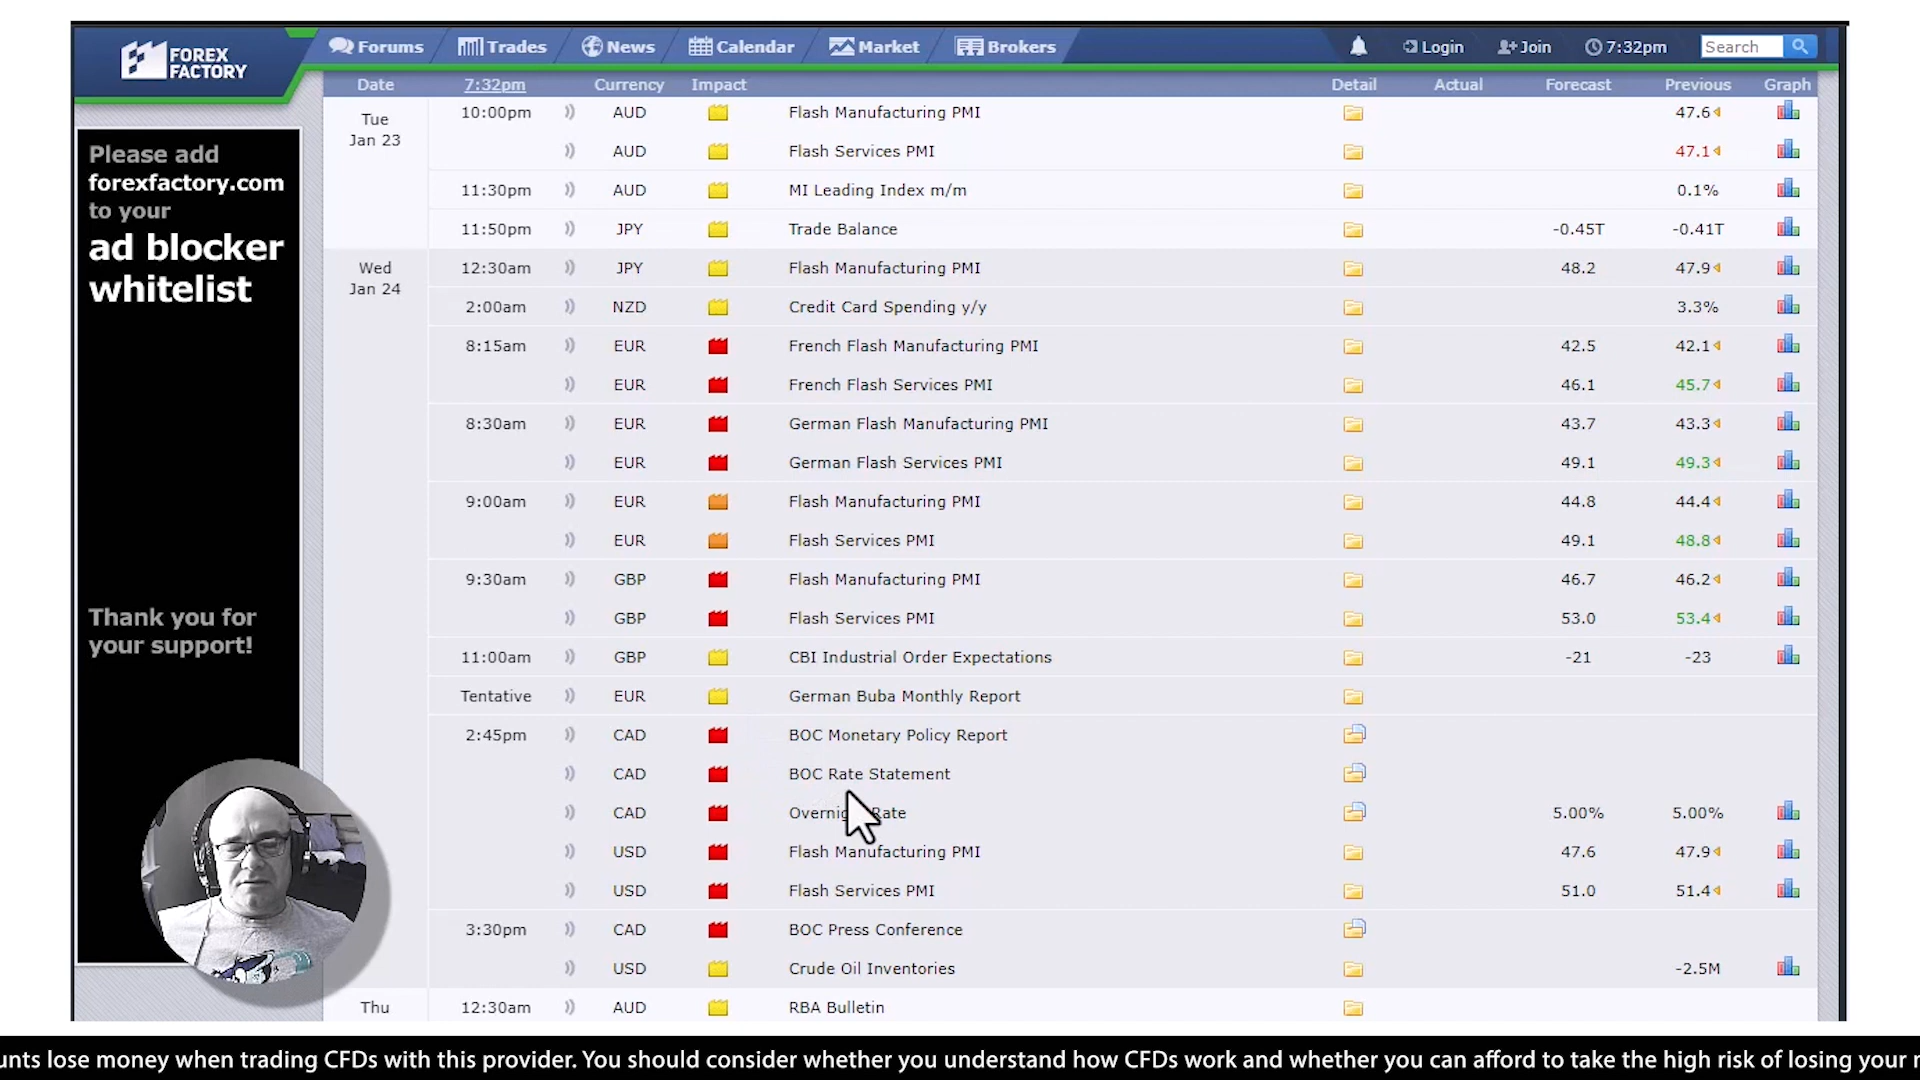 FOREX
FACTORY
Forums Trades News Calendar Market Brokers Login Join 7:32pm Search
Date 7:32pm Currency Impact Detail Actual Forecast Previous Graph
Please add
forexfactory.com
to your
ad blocker
whitelist
Thank you for
your support!
Tue
Jan 23
10:00pm AUD Flash Manufacturing PMI 47.6
AUD Flash Services PMI 47.1
11:30pm AUD MI Leading Index m/m 0.1%
11:50pm JPY Trade Balance -0.45T -0.41T
Wed
Jan 24
12:30am JPY Flash Manufacturing PMI 48.2 47.9
2:00am NZD Credit Card Spending y/y 3.3%
8:15am EUR French Flash Manufacturing PMI 42.5 42.1
EUR French Flash Services PMI 46.1 45.7
8:30am EUR German Flash Manufacturing PMI 43.7 43.3
EUR German Flash Services PMI 49.1 49.3
9:00am EUR Flash Manufacturing PMI 44.8 44.4
EUR Flash Services PMI 49.1 48.8
9:30am GBP Flash Manufacturing PMI 46.7 46.2
GBP Flash Services PMI 53.0 53.4
11:00am GBP CBI Industrial Order Expectations -21 -23
Tentative EUR German Buba Monthly Report
2:45pm CAD BOC Monetary Policy Report
CAD BOC Rate Statement
CAD Overnig ate 5.00% 5.00%
USD Flash Manufacturing PMI 47.6 47.9
USD Flash Services PMI 51.0 51.4
3:30pm CAD BOC Press Conference
USD Crude Oil Inventories -2.5M
Thu 12:30am AUD RBA Bulletin
unts lose money when trading CFDs with this provider. You should consider whether you understand how CFDs work and whether you can afford to take the high risk of losing your